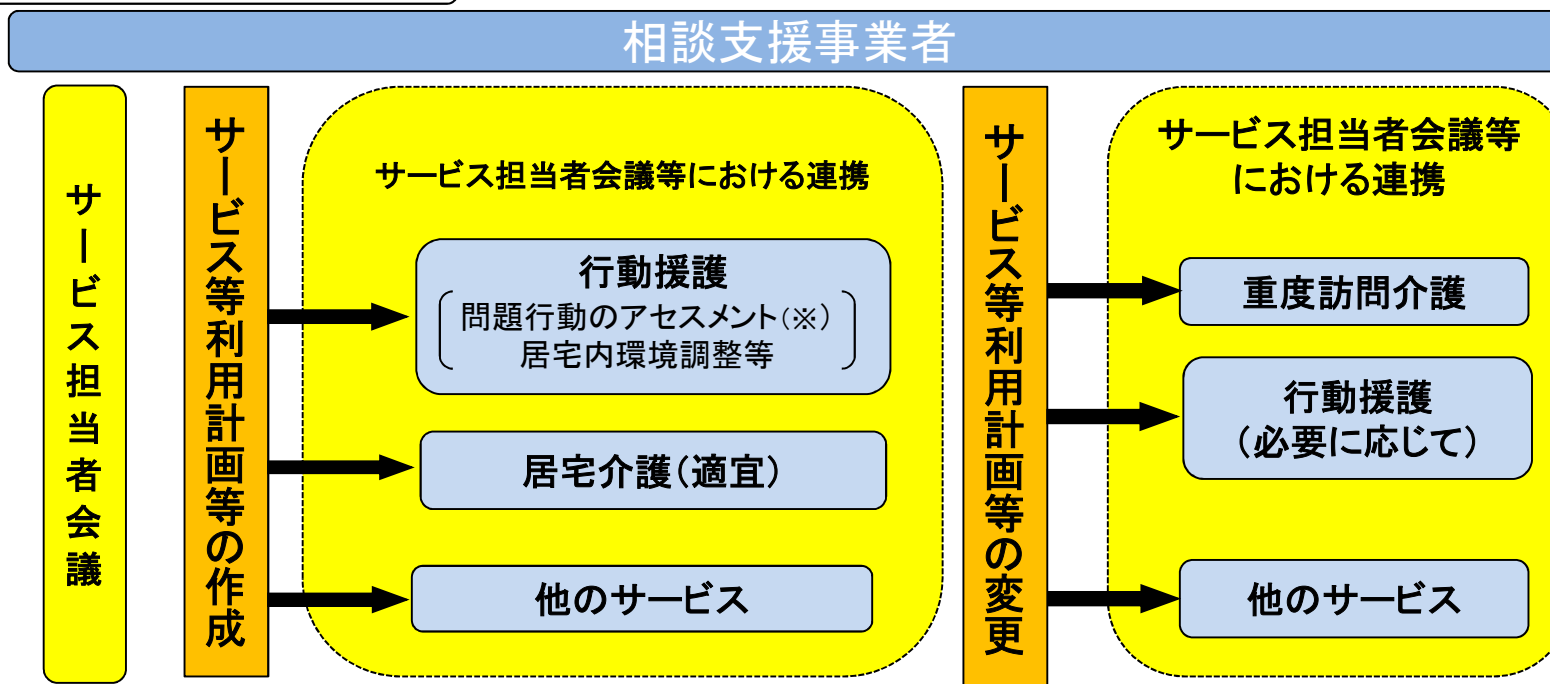 相談支援事業者
サービス担当者会議
サービス等利用計画等の作成
サービス担当者会議等における連携
行動援護
問題行動のアセスメント(※)
居宅内環境調整等
居宅介護(適宜)
他のサービス
サービス等利用計画等の変更
サービス担当者会議等
における連携
重度訪問介護
行動援護
(必要に応じて)
他のサービス